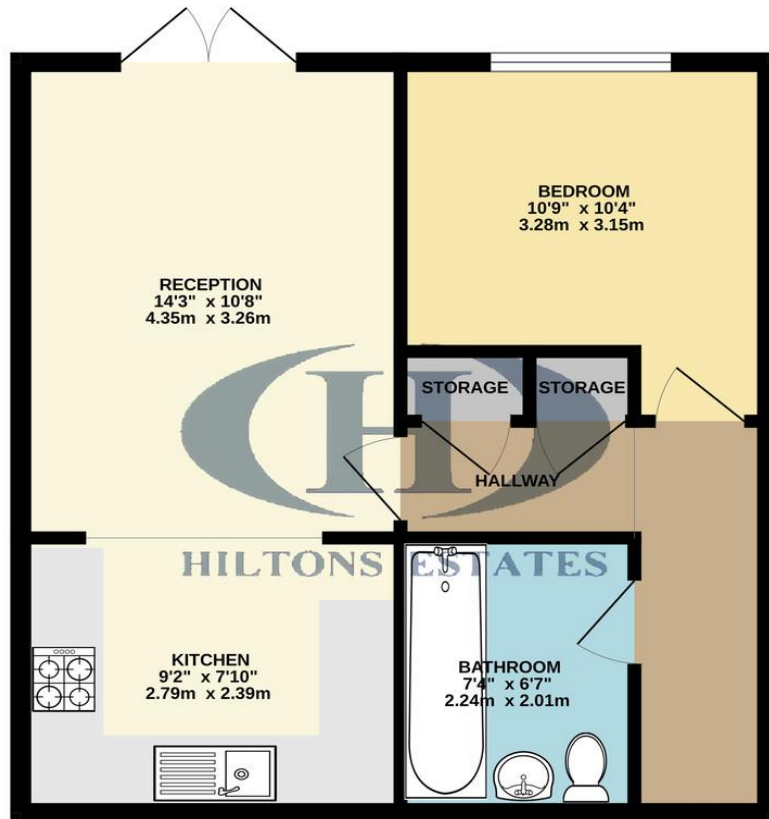 BEDROOM
10'9" x 10'4"
3.28m x 3.15m
RECEPTION
14'3" x 10'8"
4.35m x 3.26m
STORAGE
STORAGE
H
HALLWAY
HILTONS ESTATES
KITCHEN
9'2" x 7'10"
2.79m x 2.39m
BATHROOM
7'4" x 6'7"
2.24m x 2.01m